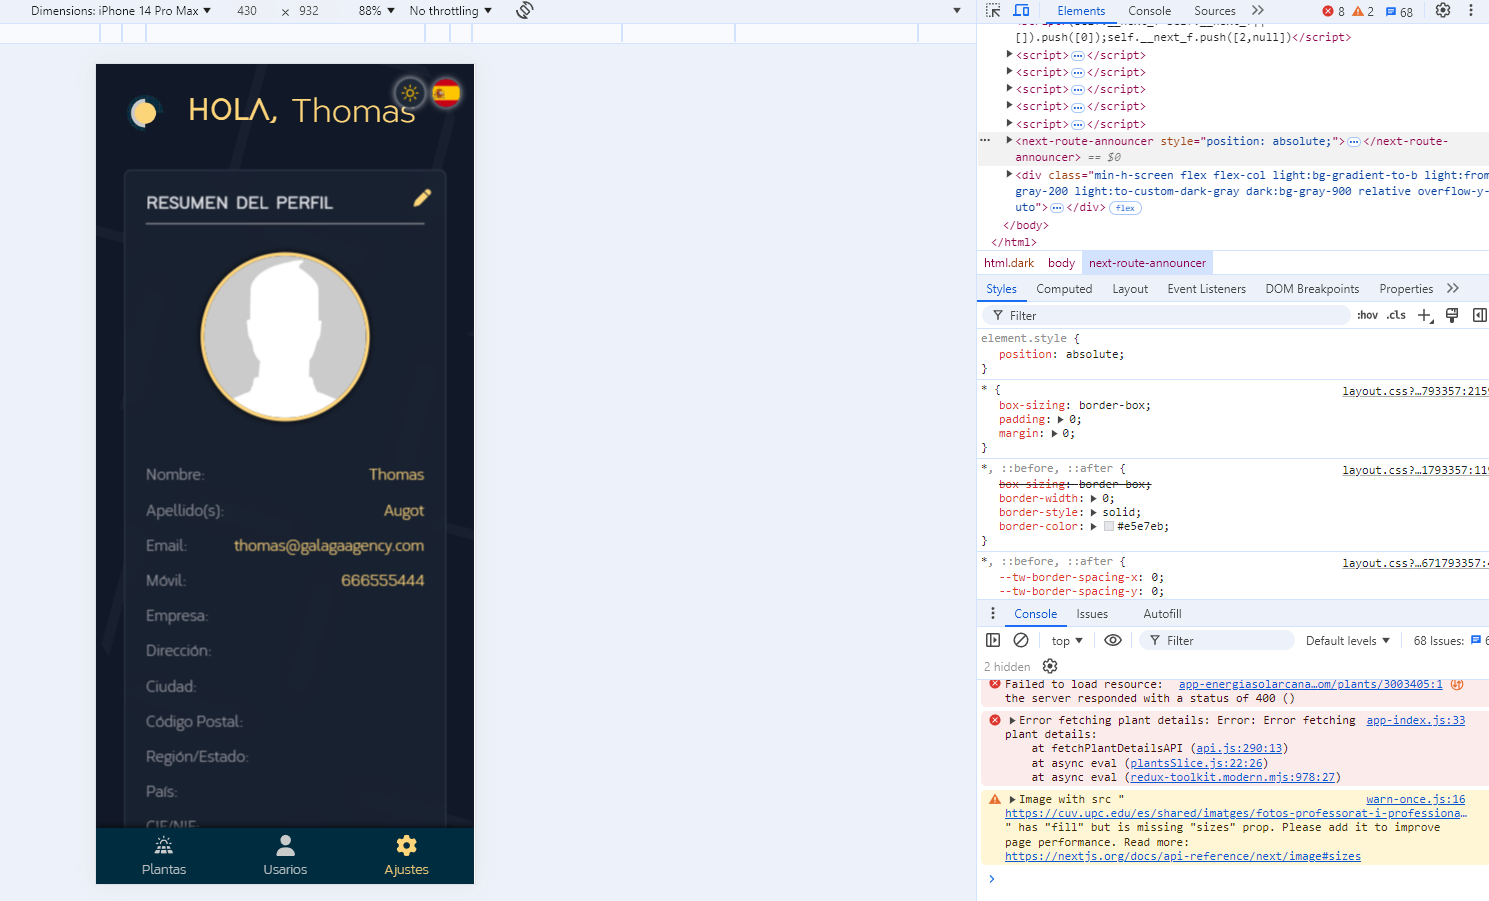 Dimensions: iPhone 14 Pro Max ▼ 430 × 932 88% ▼ No throttling ▼
HOLA, Thomas
RESUMEN DEL PERFIL
Nombre: Thomas
Apellido(s): Augot
Email: thomas@galagaagency.com
Móvil: 666555444
Empresa:
Dirección:
Ciudad:
Código Postal:
Región/Estado:
País:
CIF/NIF:
Plantas Usarios Ajustes
Elements Console Sources 8 2 68
[]).push([0]);self.__next_f.push([2,null])</script>
<script>…</script>
<script>…</script>
<script>…</script>
<script>…</script>
<script>…</script>
<next-route-announcer style="position: absolute;">…</next-route-
announcer> == $0
<div class="min-h-screen flex flex-col light:bg-gradient-to-b light:from
gray-200 light:to-custom-dark-gray dark:bg-gray-900 relative overflow-y-
uto">…</div> flex
</body>
</html>
html.dark body next-route-announcer
Styles Computed Layout Event Listeners DOM Breakpoints Properties
Filter :hov .cls
element.style {
position: absolute;
}
* { layout.css?…793357:2159
box-sizing: border-box;
padding: 0;
margin: 0;
}
*, ::before, ::after { layout.css?…1793357:119
box-sizing: border-box;
border-width: 0;
border-style: solid;
border-color: #e5e7eb;
}
*, ::before, ::after { layout.css?…671793357:4
--tw-border-spacing-x: 0;
--tw-border-spacing-y: 0;
Console Issues Autofill
top ▼ Filter Default levels ▼ 68 Issues: 6
2 hidden
Failed to load resource: app-energiasolarcana…om/plants/3003405:1
the server responded with a status of 400 ()
Error fetching plant details: Error: Error fetching app-index.js:33
plant details:
at fetchPlantDetailsAPI (api.js:290:13)
at async eval (plantsSlice.js:22:26)
at async eval (redux-toolkit.modern.mjs:978:27)
Image with src " warn-once.js:16
https://cuv.upc.edu/es/shared/imatges/fotos-professorat-i-professiona…
" has "fill" but is missing "sizes" prop. Please add it to improve
page performance. Read more:
https://nextjs.org/docs/api-reference/next/image#sizes